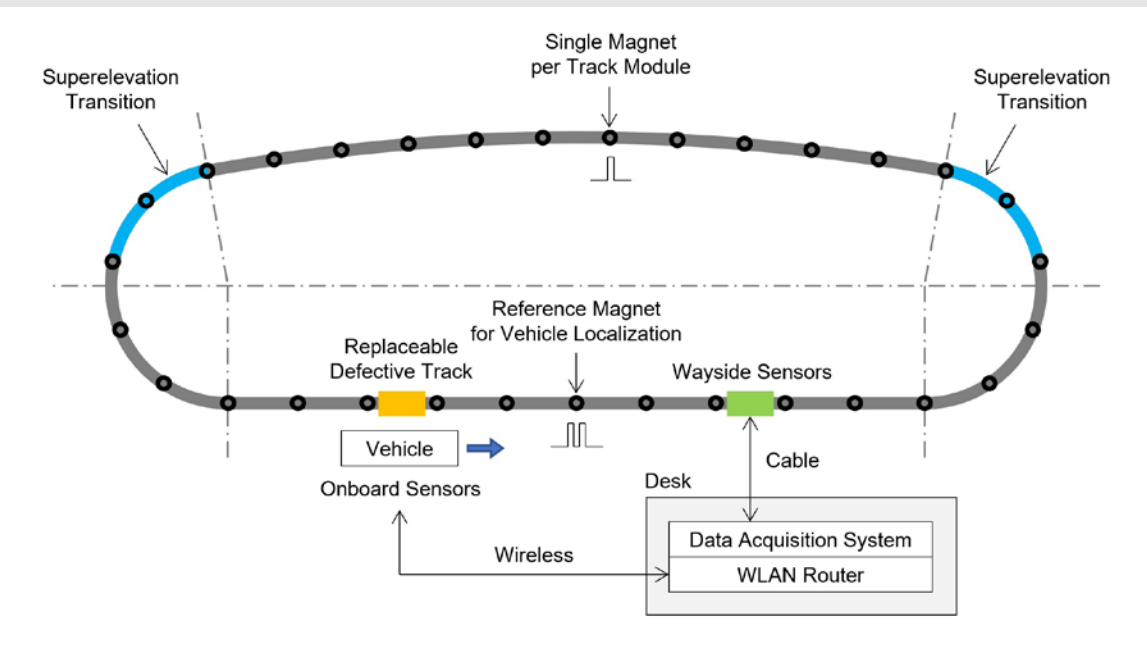 Single Magnet
per Track Module
Superelevation
Transition
Superelevation
Transition
Reference Magnet
for Vehicle Localization
Replaceable
Defective Track
Wayside Sensors
Vehicle
Cable
Onboard Sensors
Desk
Data Acquisition System
Wireless
WLAN Router